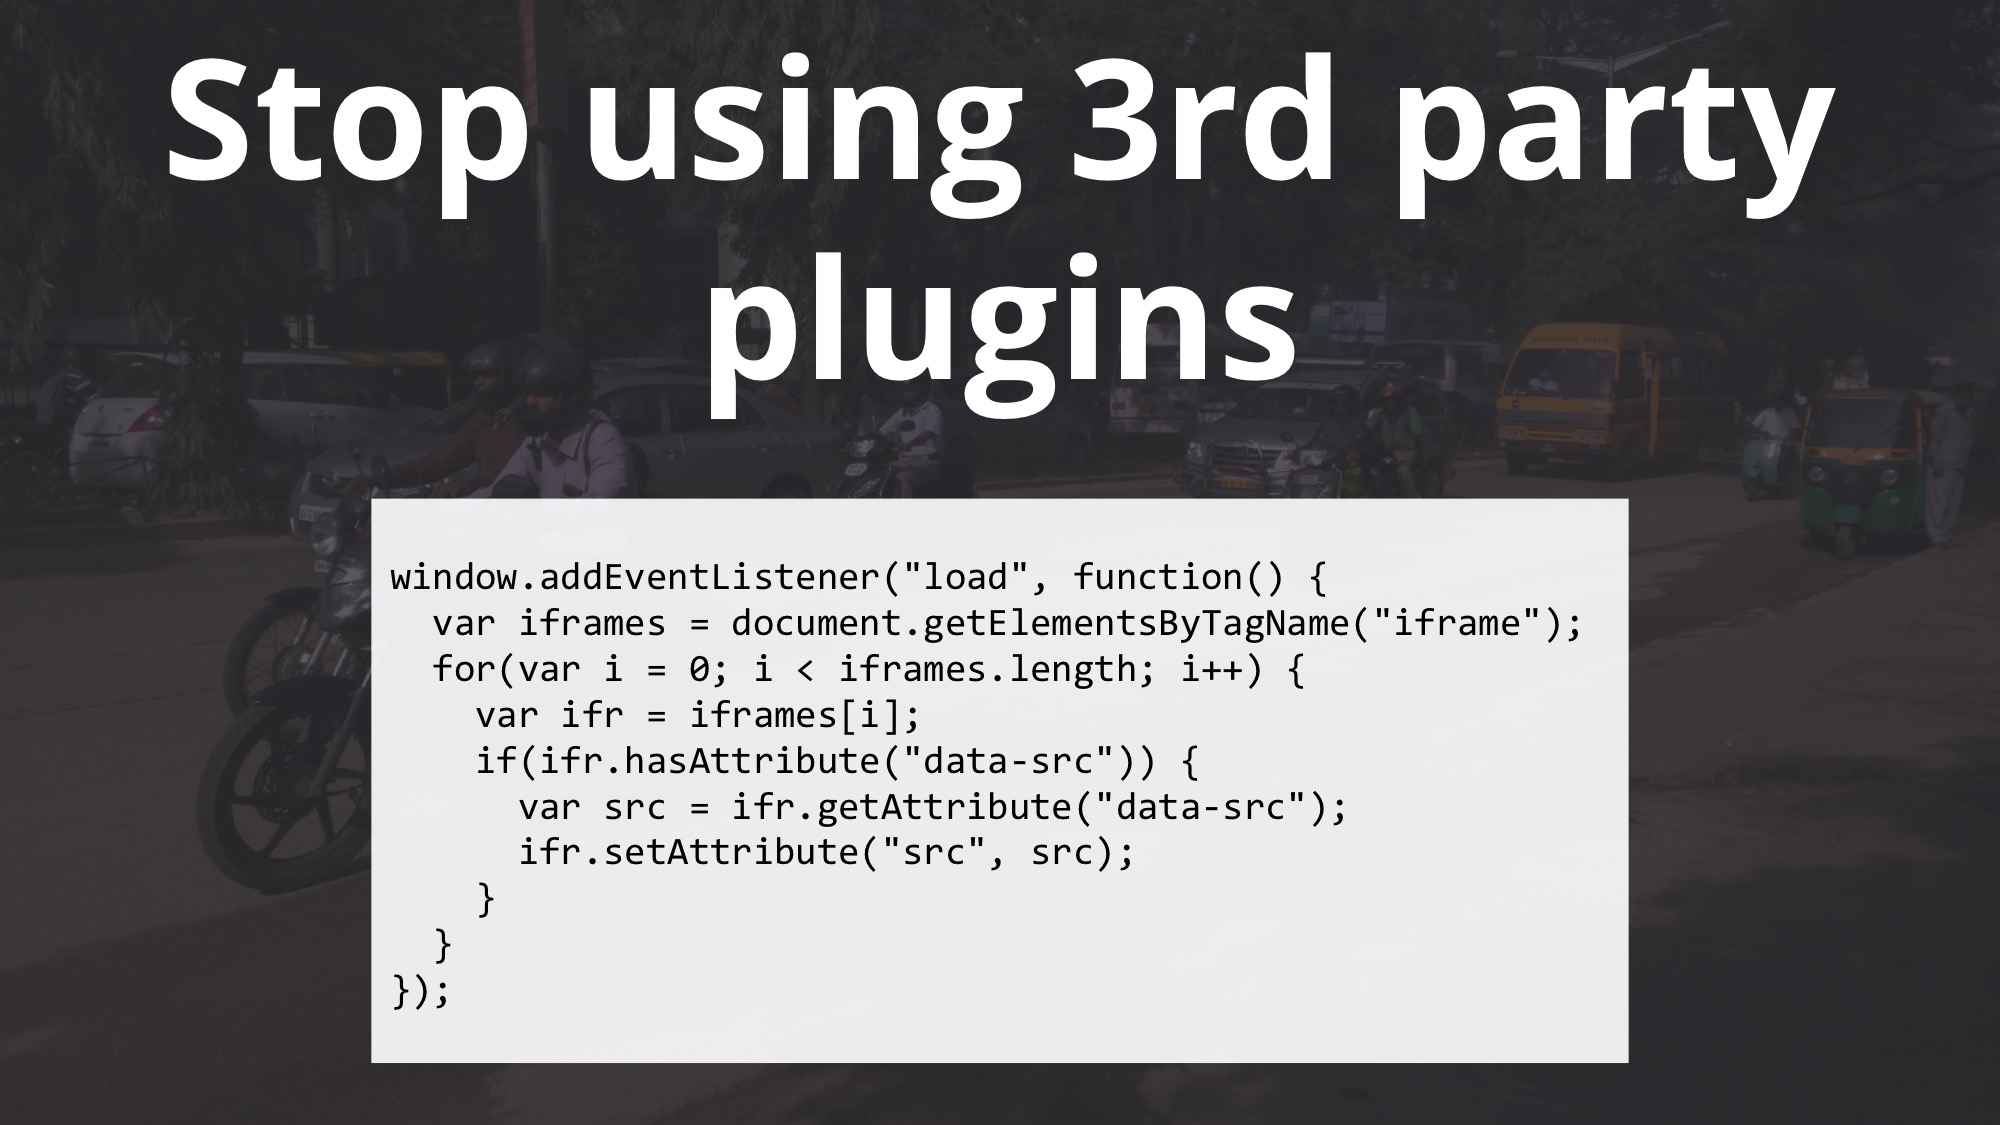 Stop using 3rd party
plugins
window.addEventListener("load", function() {
  var iframes = document.getElementsByTagName("iframe");
  for(var i = 0; i < iframes.length; i++) {
    var ifr = iframes[i];
    if(ifr.hasAttribute("data-src")) {
      var src = ifr.getAttribute("data-src");
      ifr.setAttribute("src", src);
    }
  }
});